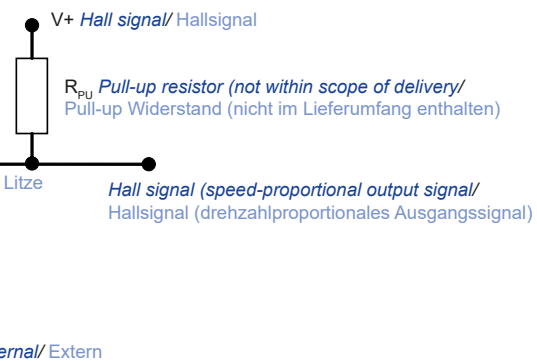 V+ Hall signal/ Hallsignal
R_PU Pull-up resistor (not within scope of delivery/
Pull-up Widerstand (nicht im Lieferumfang enthalten)
Litze
Hall signal (speed-proportional output signal/
Hallsignal (drehzahlproportionales Ausgangssignal)
ernal/ Extern